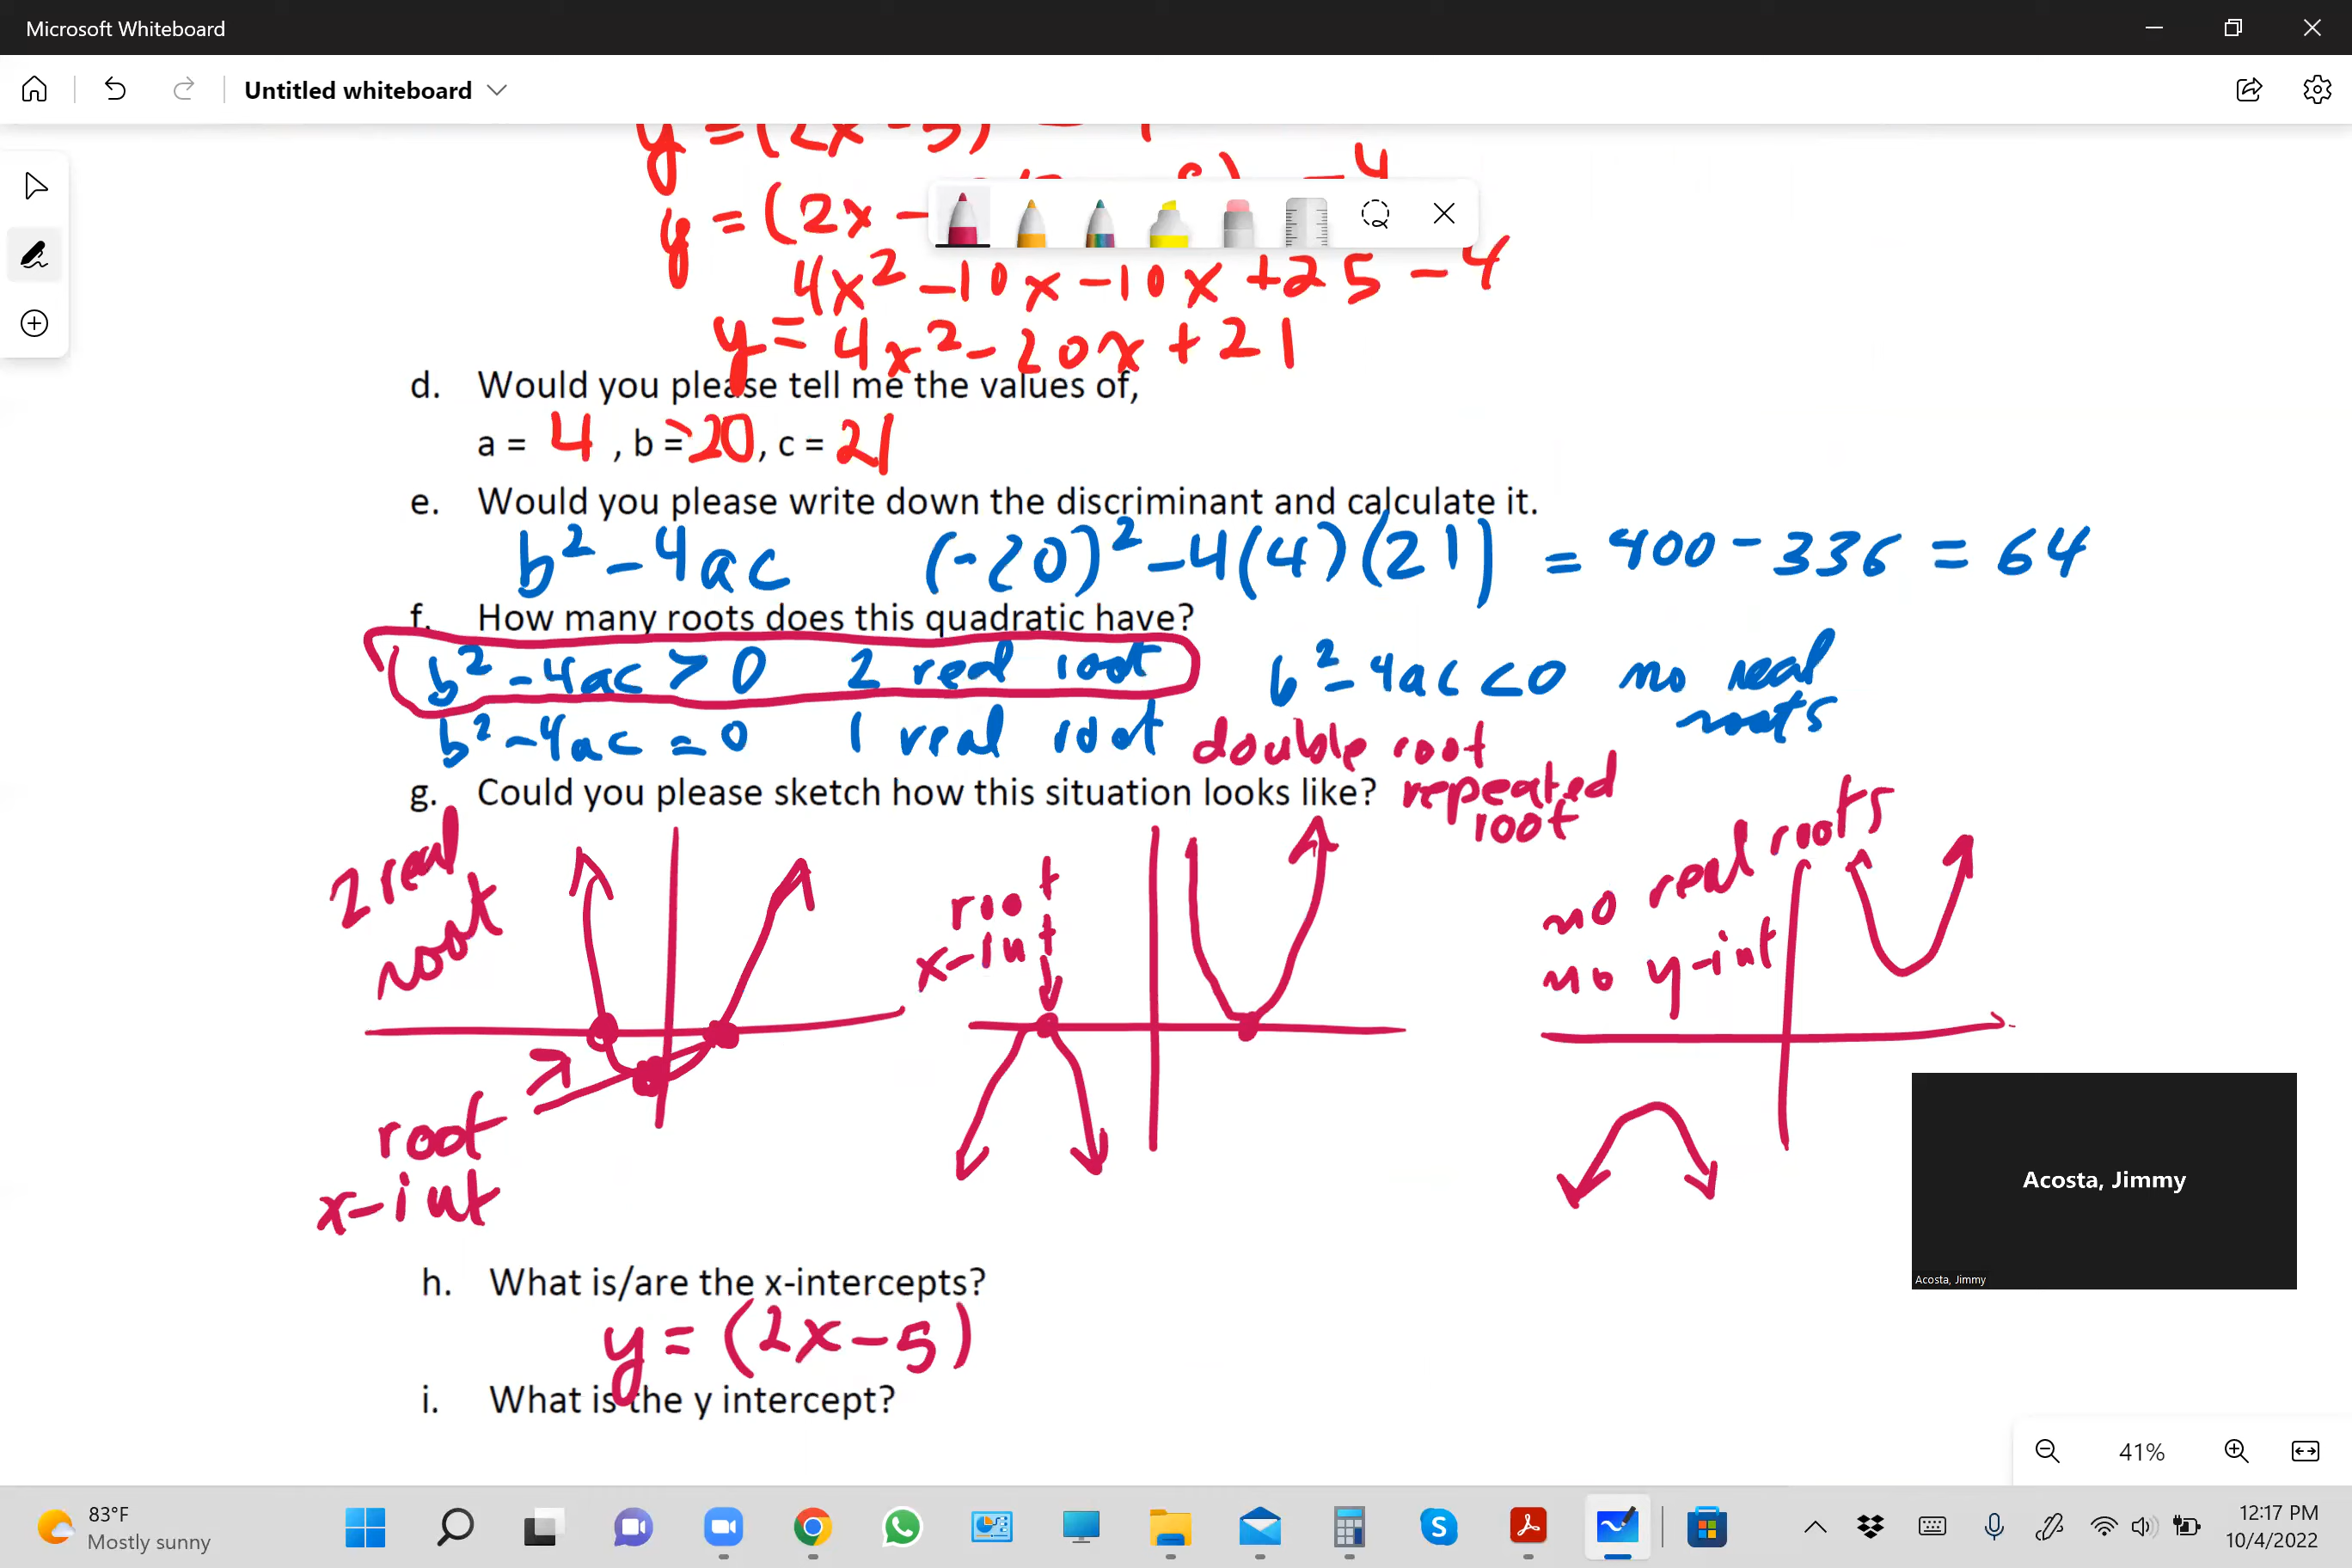 Microsoft Whiteboard
Untitled whiteboard
y = (2x - 5) - 4
y = (2x - - 4
4x² - 10x - 10x + 25 - 4
y = 4x² - 20x + 21
d. Would you please tell me the values of,
a = 4 , b = -20, c = 21
e. Would you please write down the discriminant and calculate it.
b² - 4ac (-20)² - 4(4)(21) = 400 - 336 = 64
f. How many roots does this quadratic have?
b² - 4ac > 0 2 real root b² - 4ac < 0 no real roots
b² - 4ac = 0 1 real root double root
g. Could you please sketch how this situation looks like? repeated root
2 real root
root x-int
no real roots
no y-int
root
x-int
h. What is/are the x-intercepts?
y = (2x - 5)
i. What is the y intercept?
Acosta, Jimmy
Acosta, Jimmy
41%
83°F
Mostly sunny
12:17 PM
10/4/2022